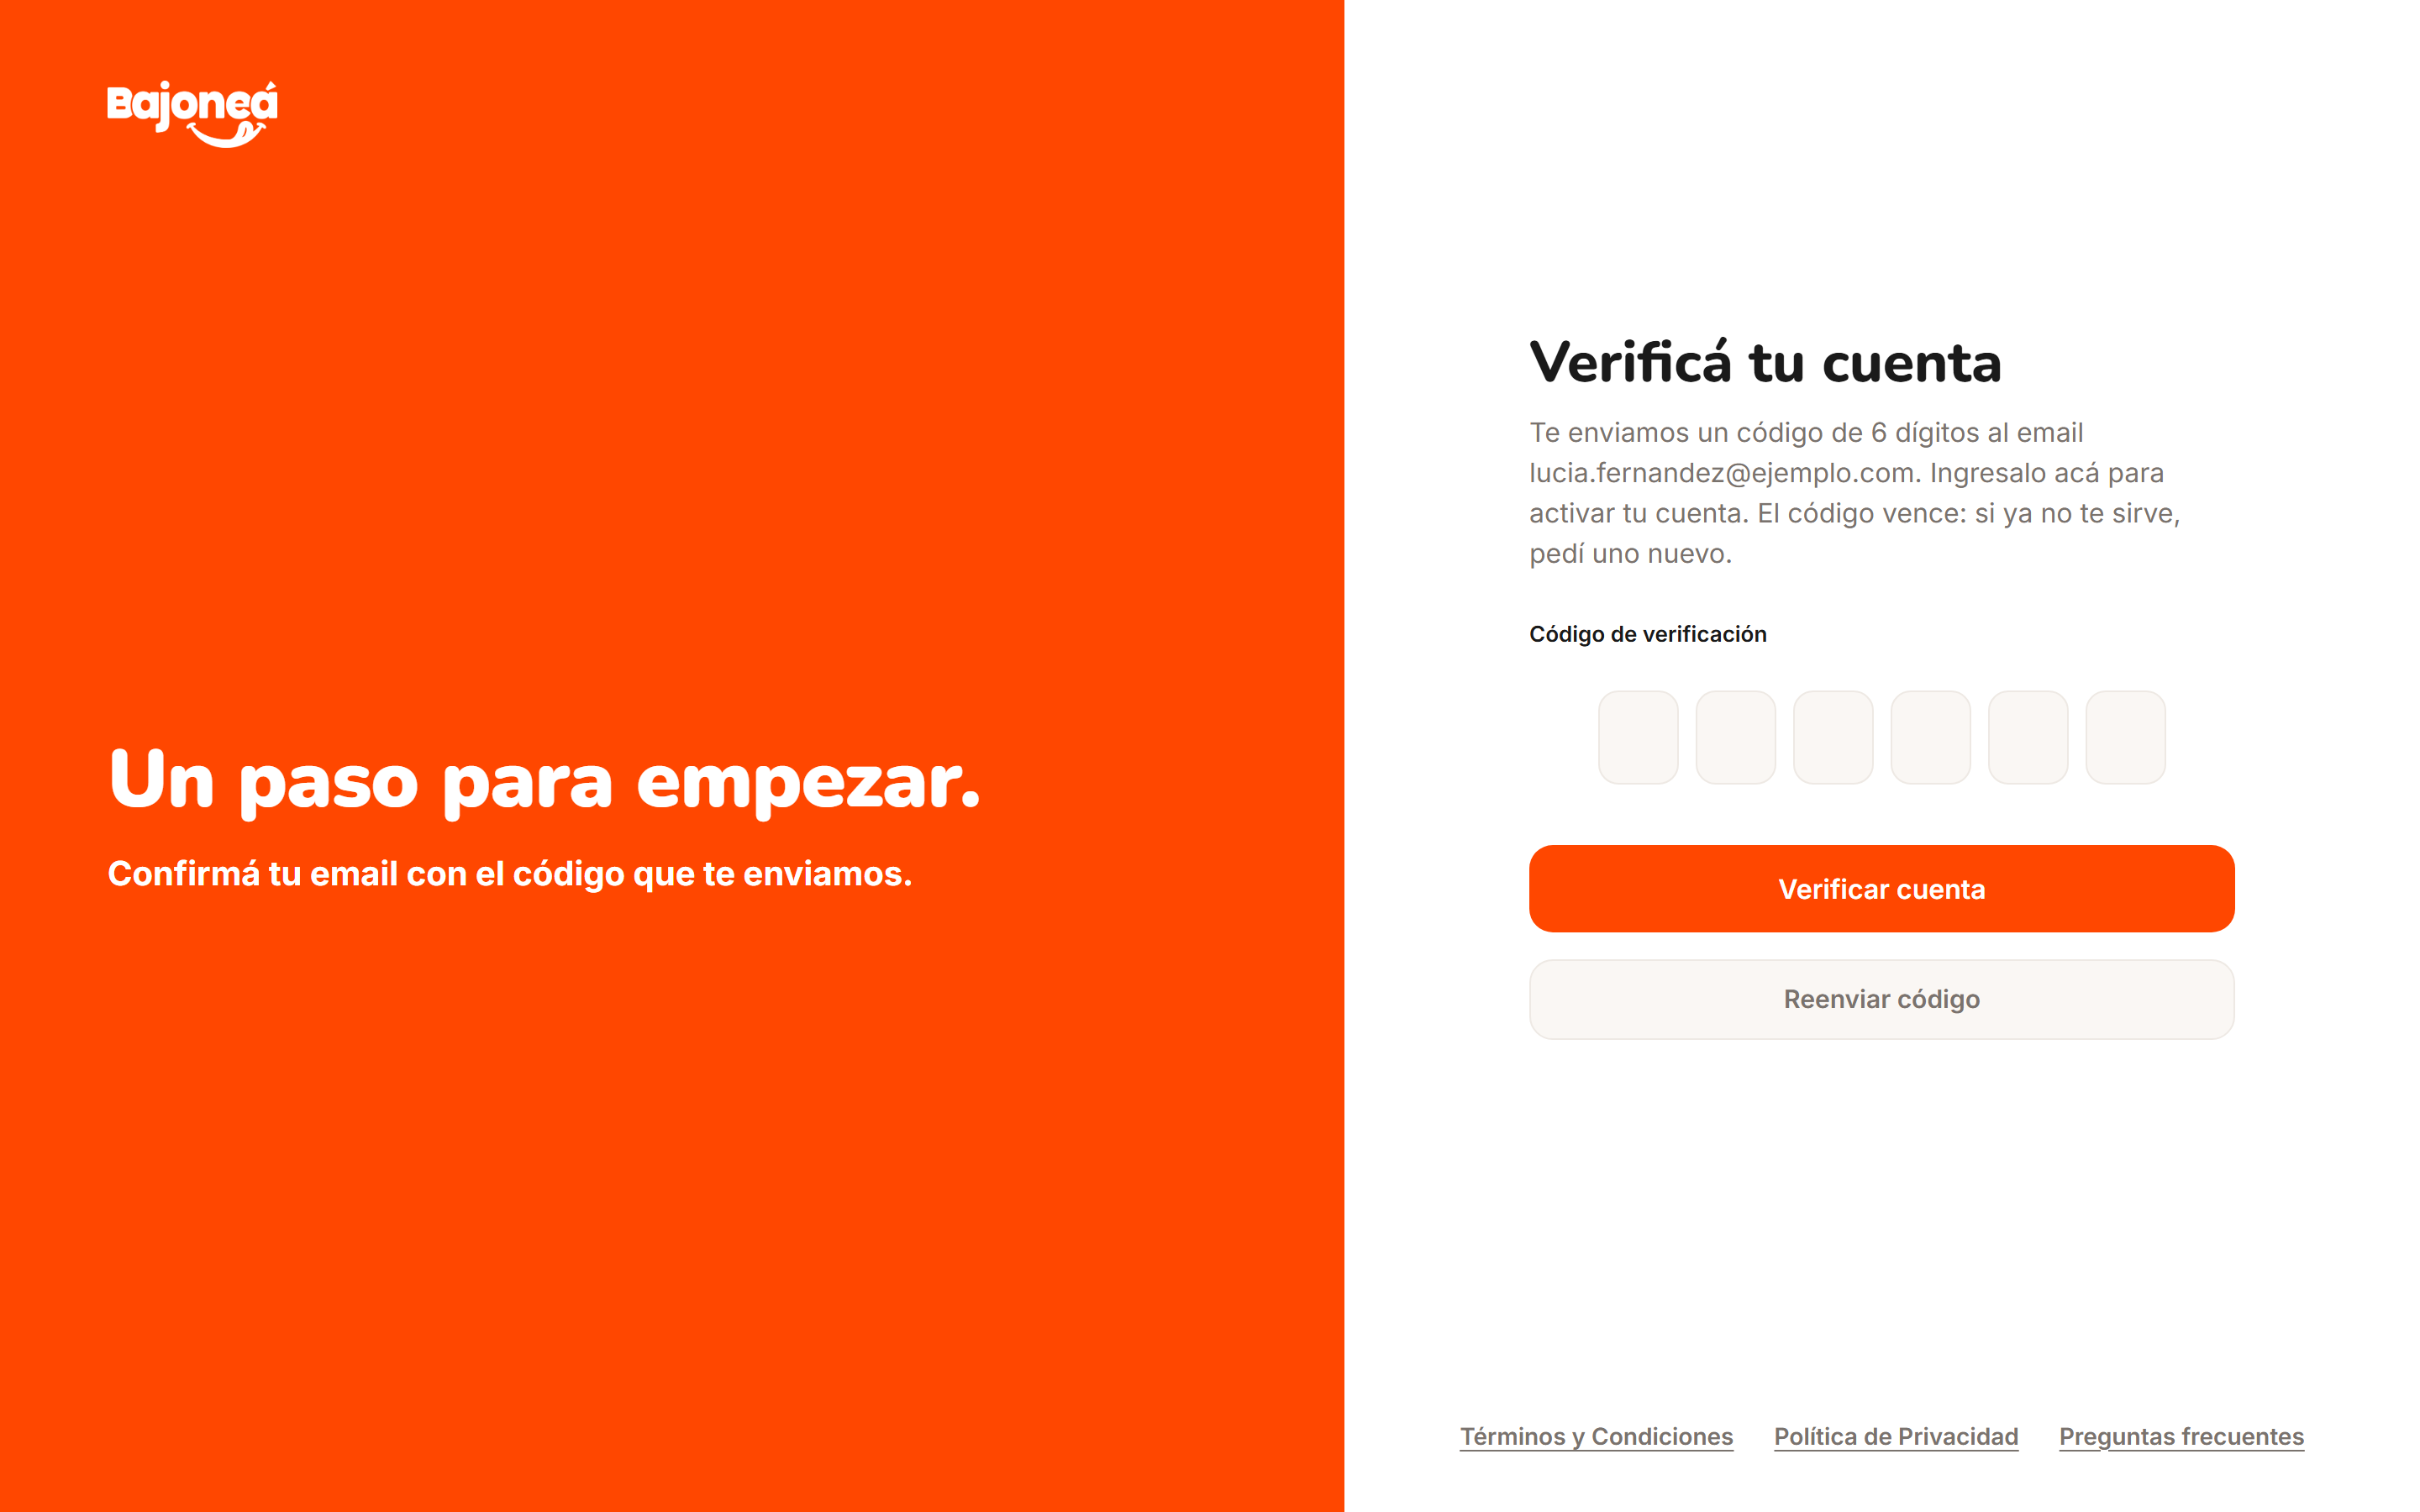 Bajoneá
Un paso para empezar.
Confirmá tu email con el código que te enviamos.
Verificá tu cuenta
Te enviamos un código de 6 dígitos al email
lucia.fernandez@ejemplo.com. Ingresalo acá para
activar tu cuenta. El código vence: si ya no te sirve,
pedí uno nuevo.
Código de verificación
Verificar cuenta
Reenviar código
Términos y Condiciones Política de Privacidad Preguntas frecuentes